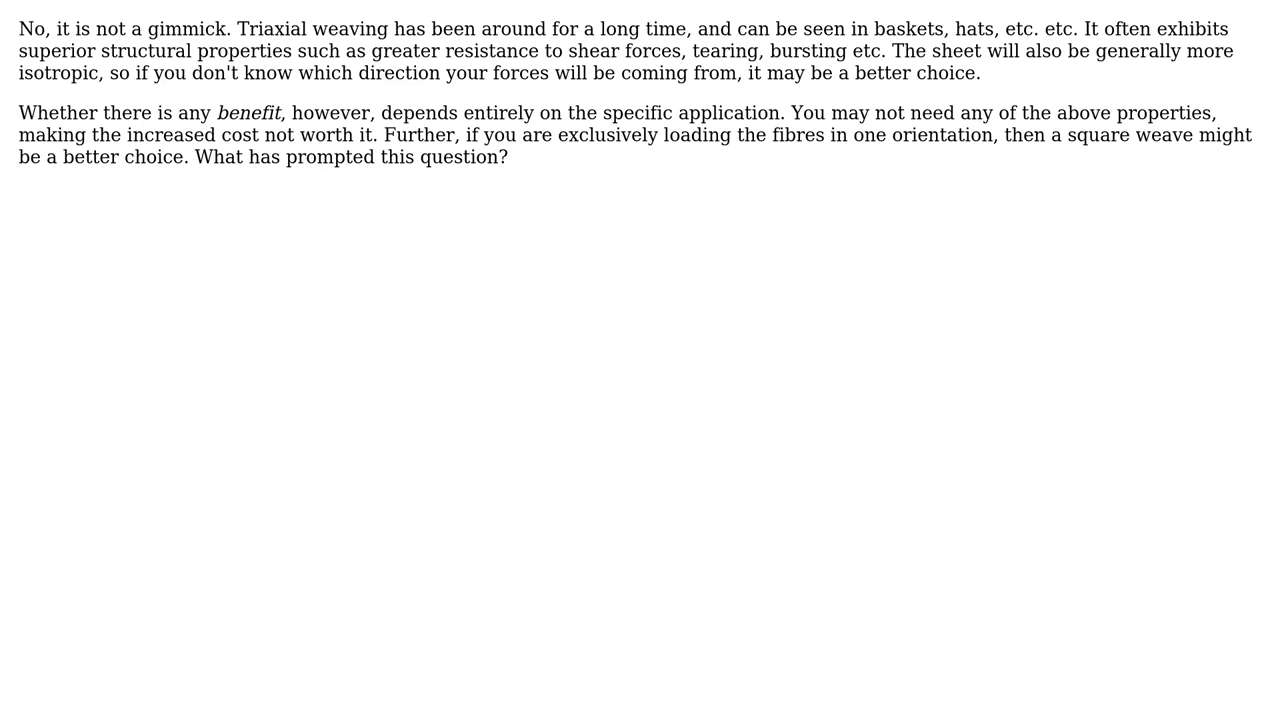 No, it is not a gimmick. Triaxial weaving has been around for a long time, and can be seen in baskets, hats, etc. etc. It often exhibits
superior structural properties such as greater resistance to shear forces, tearing, bursting etc. The sheet will also be generally more
isotropic, so if you don't know which direction your forces will be coming from, it may be a better choice.
Whether there is any benefit, however, depends entirely on the specific application. You may not need any of the above properties,
making the increased cost not worth it. Further, if you are exclusively loading the fibres in one orientation, then a square weave might
be a better choice. What has prompted this question?